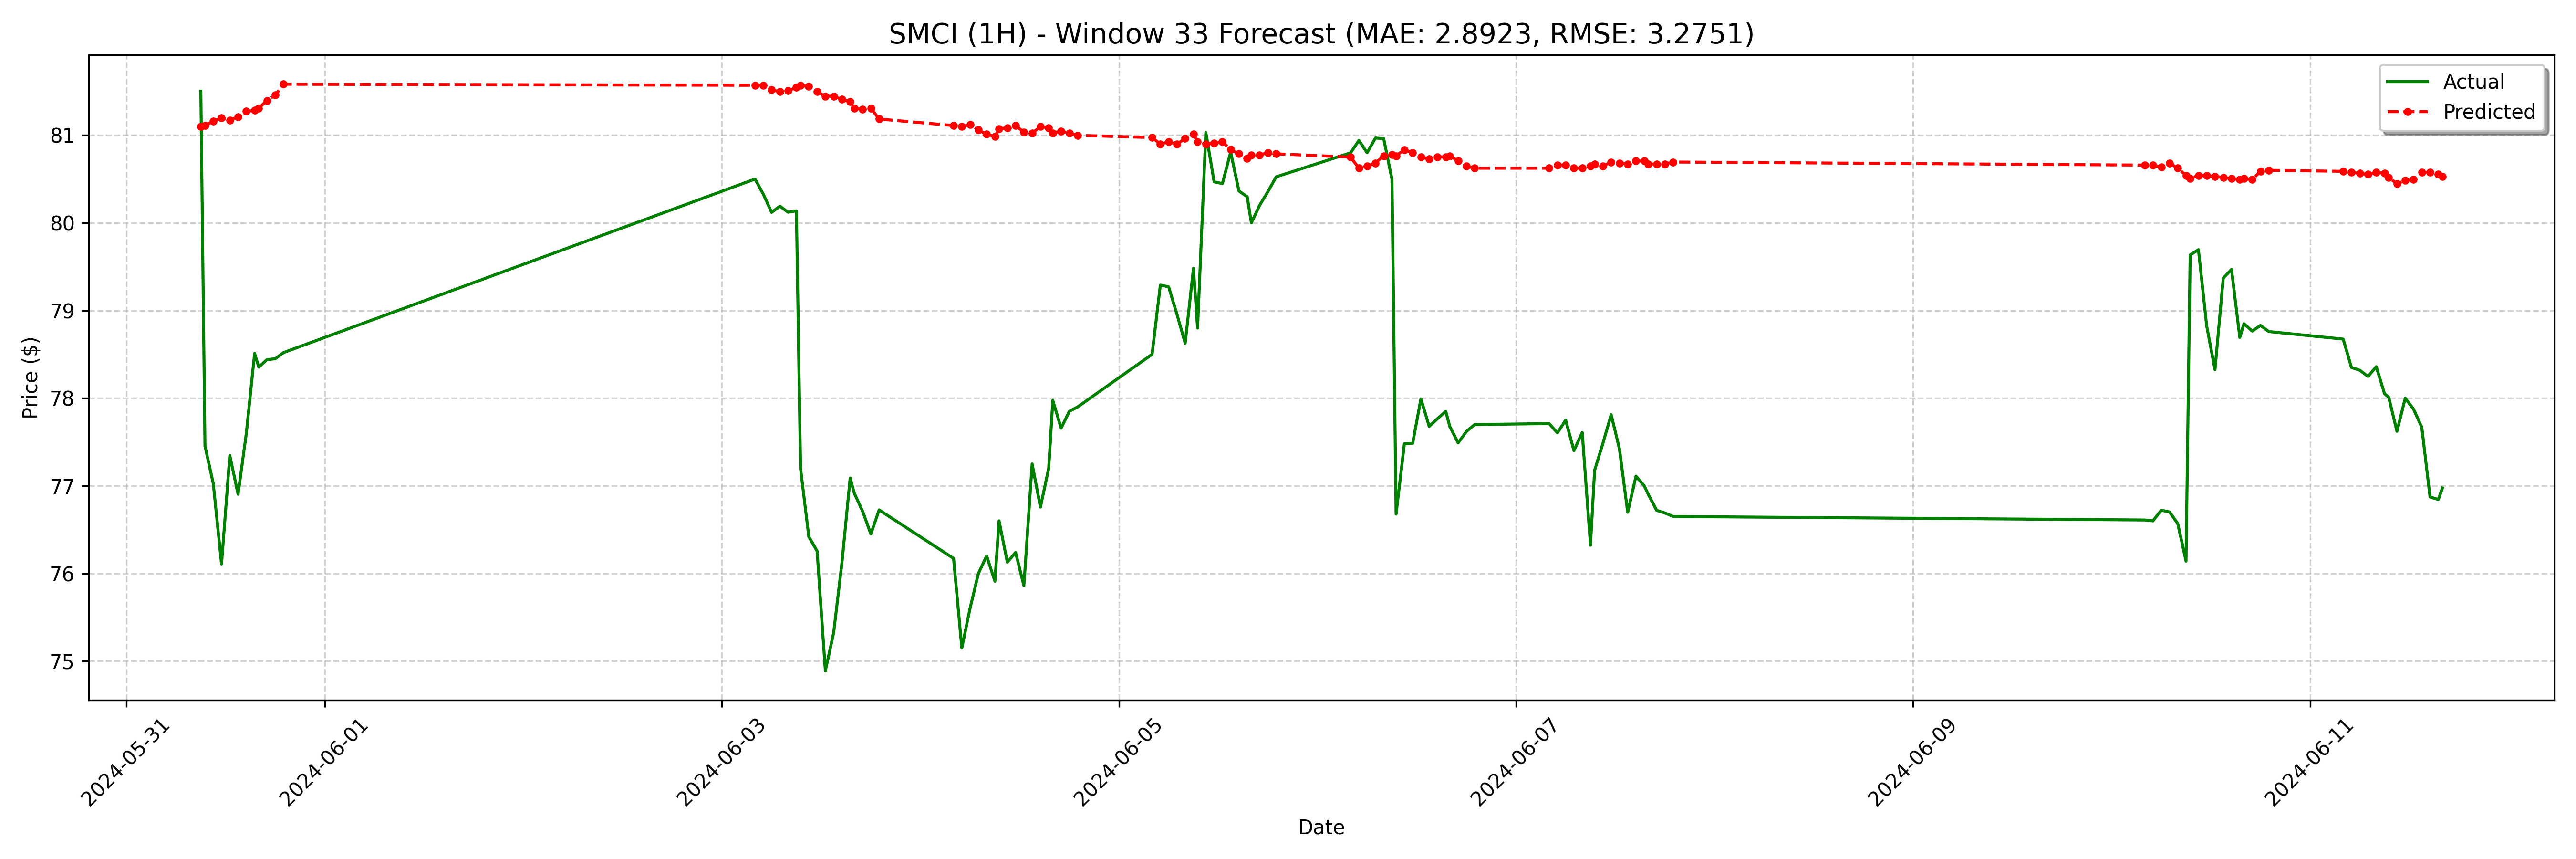 SMCI (1H) - Window 33 Forecast (MAE: 2.8923, RMSE: 3.2751)
Actual
Predicted
Price ($)
81
80
79
78
77
76
75
2024-05-31
2024-06-01
2024-06-03
2024-06-05
2024-06-07
2024-06-09
2024-06-11
Date